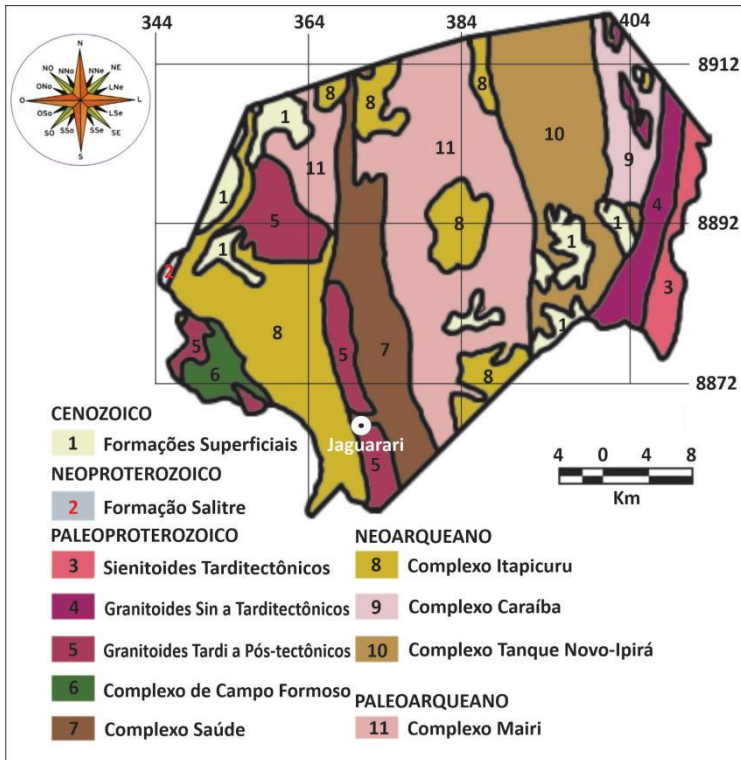 344 364 384 404
N
NNo NNe
NO NE
ONo LNe
O L
OSo LSe
SO SE
SSo SSe
S
8912
8892
8872
8 8 8
1 11 11 10 9
1 5 8 4
1 1 1 3
2 8
5 5 7 1
6 8
Jaguarari
5
CENOZOICO
1 Formações Superficiais
NEOPROTEROZOICO
2 Formação Salitre
PALEOPROTEROZOICO
3 Sienitoides Tarditectônicos
4 Granitoides Sin a Tarditectônicos
5 Granitoides Tardi a Pós-tectônicos
6 Complexo de Campo Formoso
7 Complexo Saúde
4 0 4 8
Km
NEOARQUEANO
8 Complexo Itapicuru
9 Complexo Caraíba
10 Complexo Tanque Novo-Ipirá
PALEOARQUEANO
11 Complexo Mairi